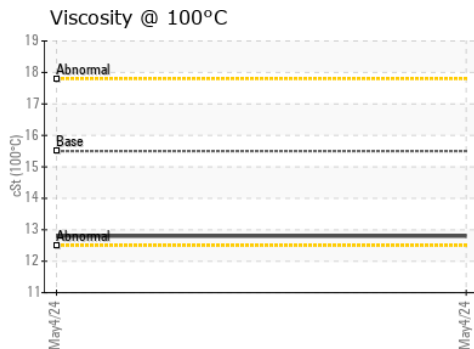 Viscosity @ 100°C
cSt (100°C)
19
18
17
16
15
14
13
12
11
Abnormal
Base
Abnormal
May4/24
May4/24